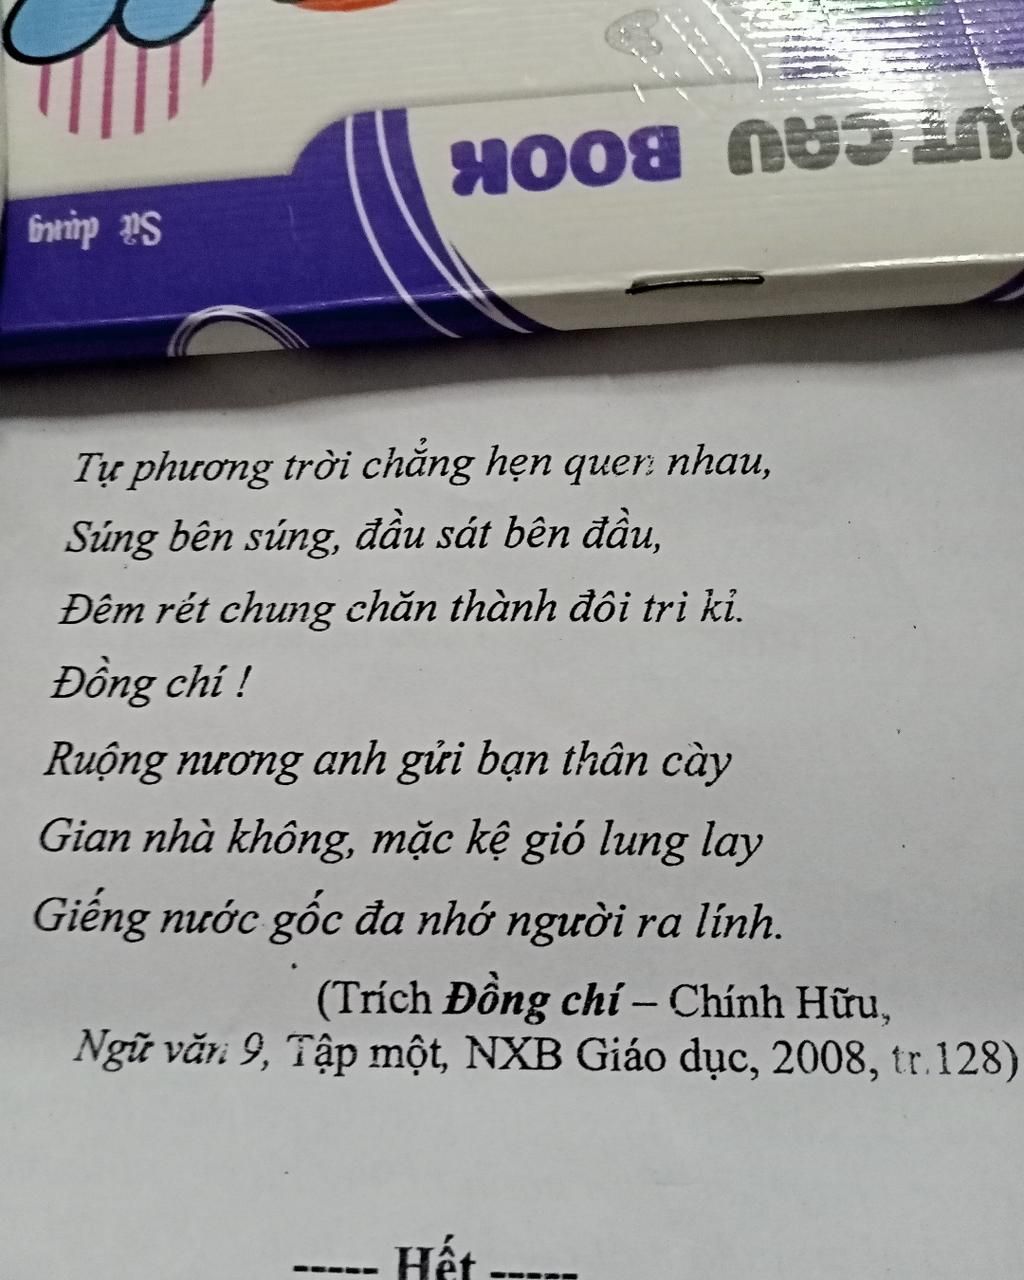 BÚT CAU BOOK
Sử dụng
Tự phương trời chẳng hẹn quen nhau,
Súng bên súng, đầu sát bên đầu,
Đêm rét chung chăn thành đôi tri kỉ.
Đồng chí !
Ruộng nương anh gửi bạn thân cày
Gian nhà không, mặc kệ gió lung lay
Giếng nước gốc đa nhớ người ra lính.
(Trích Đồng chí – Chính Hữu,
Ngữ văn 9, Tập một, NXB Giáo dục, 2008, tr.128)
----- Hết -----